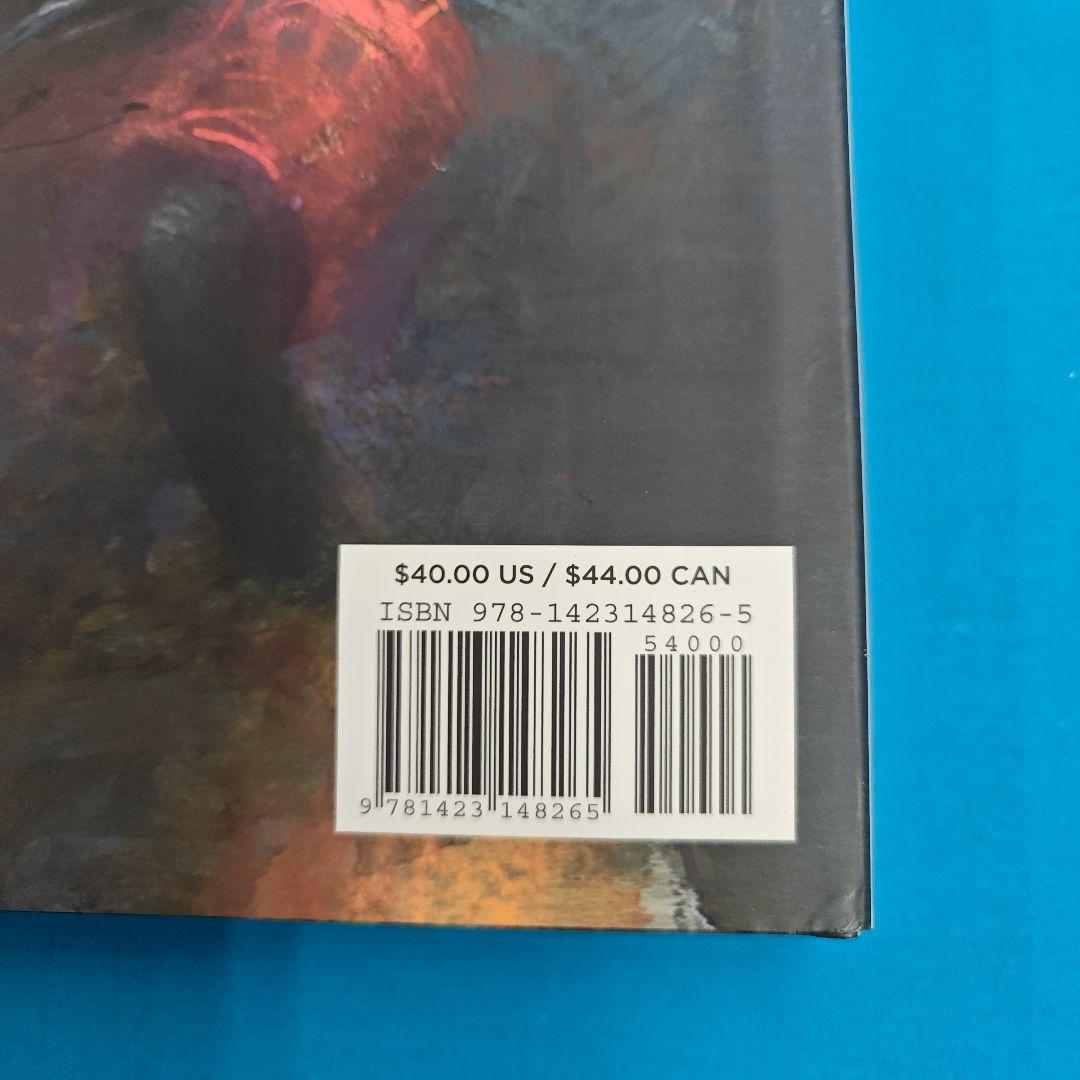 $40.00 US / $44.00 CAN
ISBN 978-142314826-5
54000
9 781423 148265